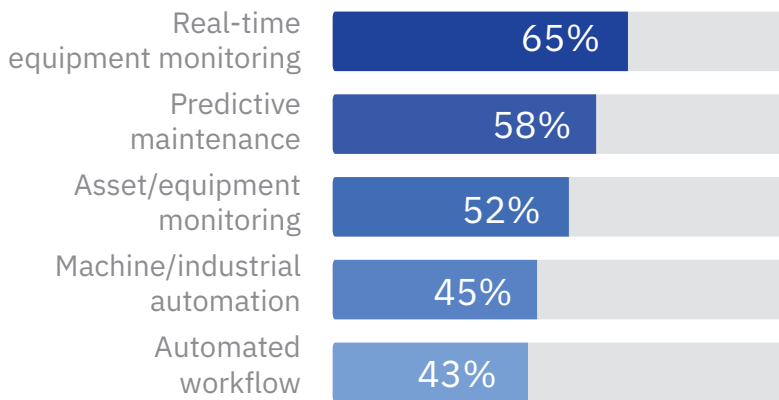 Real-time
equipment monitoring
65%
Predictive
maintenance
58%
Asset/equipment
monitoring
52%
Machine/industrial
automation
45%
Automated
workflow
43%